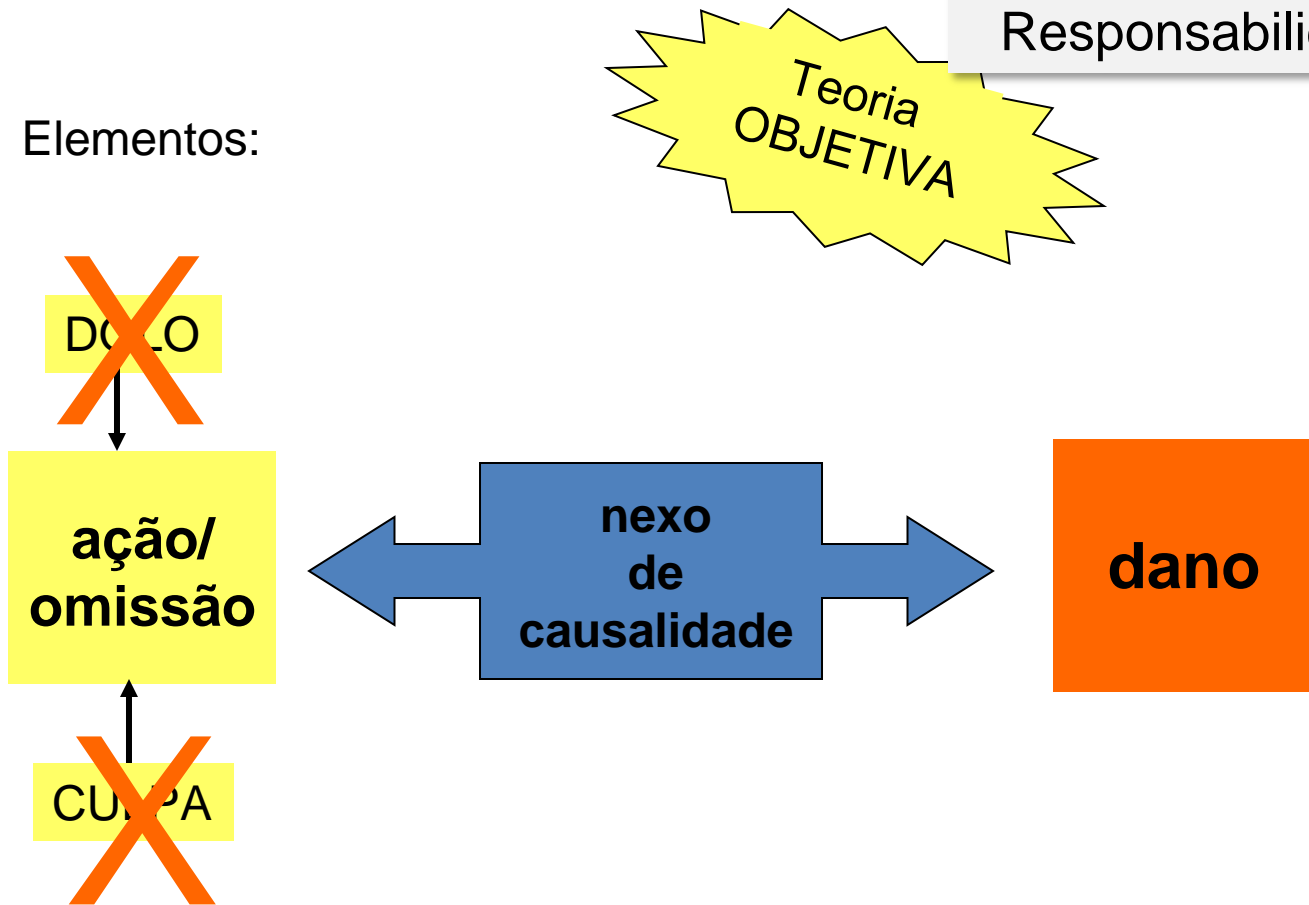 Responsabili
Teoria
OBJETIVA
Elementos:
DOLO
ação/
omissão
nexo
de
causalidade
dano
CULPA